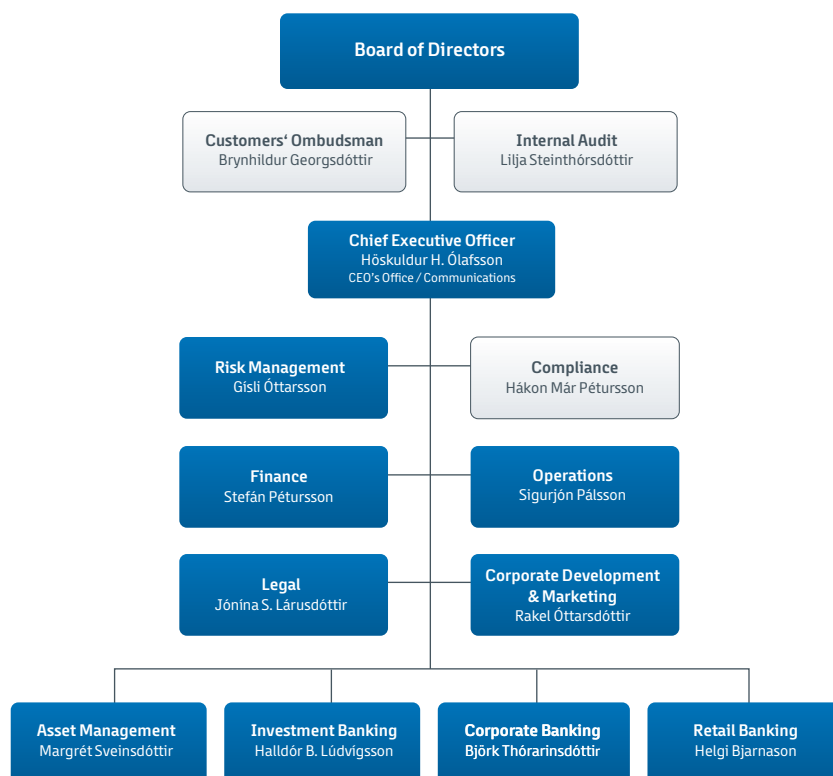 Board of Directors
Customers‘ Ombudsman
Brynhildur Georgsdóttir
Internal Audit
Lilja Steinthórsdóttir
Chief Executive Officer
Höskuldur H. Ólafsson
CEO's Office / Communications
Risk Management
Gísli Óttarsson
Compliance
Hákon Már Pétursson
Finance
Stefán Pétursson
Operations
Sigurjón Pálsson
Legal
Jónína S. Lárusdóttir
Corporate Development
& Marketing
Rakel Óttarsdóttir
Asset Management
Margrét Sveinsdóttir
Investment Banking
Halldór B. Lúdvígsson
Corporate Banking
Björk Thórarinsdóttir
Retail Banking
Helgi Bjarnason